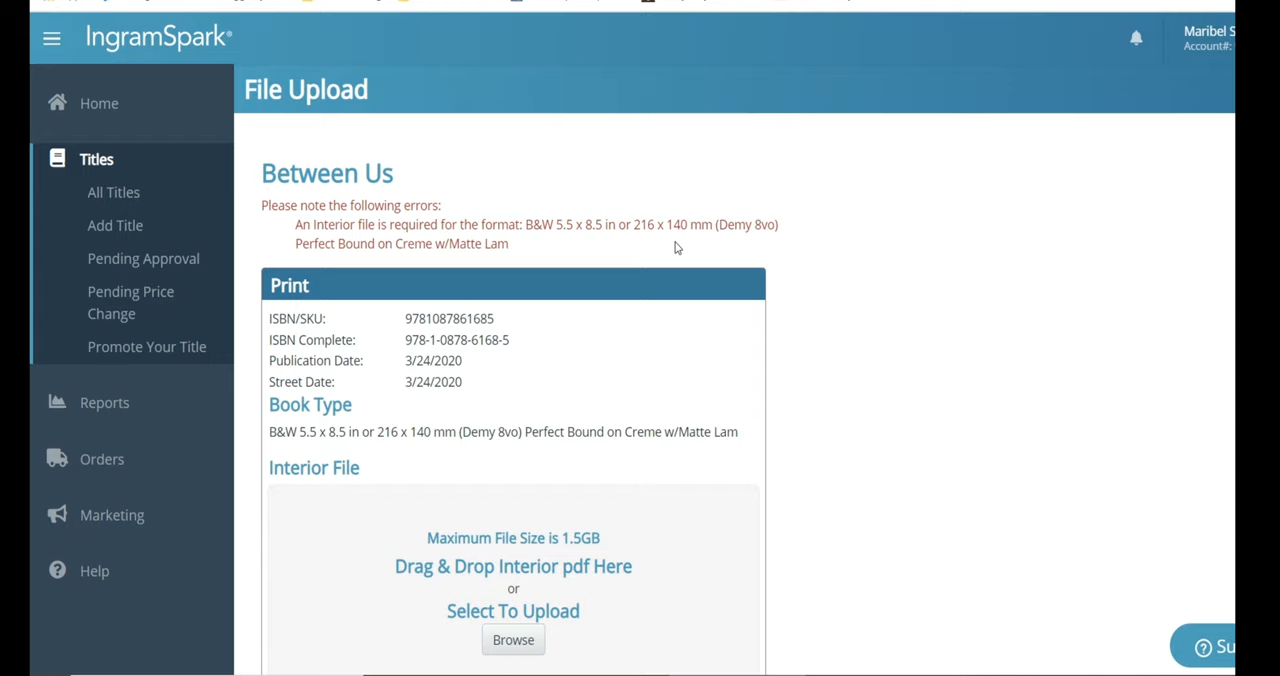 IngramSpark®
Maribel S
Account#:
File Upload
Home
Titles
All Titles
Add Title
Pending Approval
Pending Price
Change
Promote Your Title
Reports
Orders
Marketing
Help
Between Us
Please note the following errors:
An Interior file is required for the format: B&W 5.5 x 8.5 in or 216 x 140 mm (Demy 8vo)
Perfect Bound on Creme w/Matte Lam
Print
ISBN/SKU: 9781087861685
ISBN Complete: 978-1-0878-6168-5
Publication Date: 3/24/2020
Street Date: 3/24/2020
Book Type
B&W 5.5 x 8.5 in or 216 x 140 mm (Demy 8vo) Perfect Bound on Creme w/Matte Lam
Interior File
Maximum File Size is 1.5GB
Drag & Drop Interior pdf Here
or
Select To Upload
Browse
Su